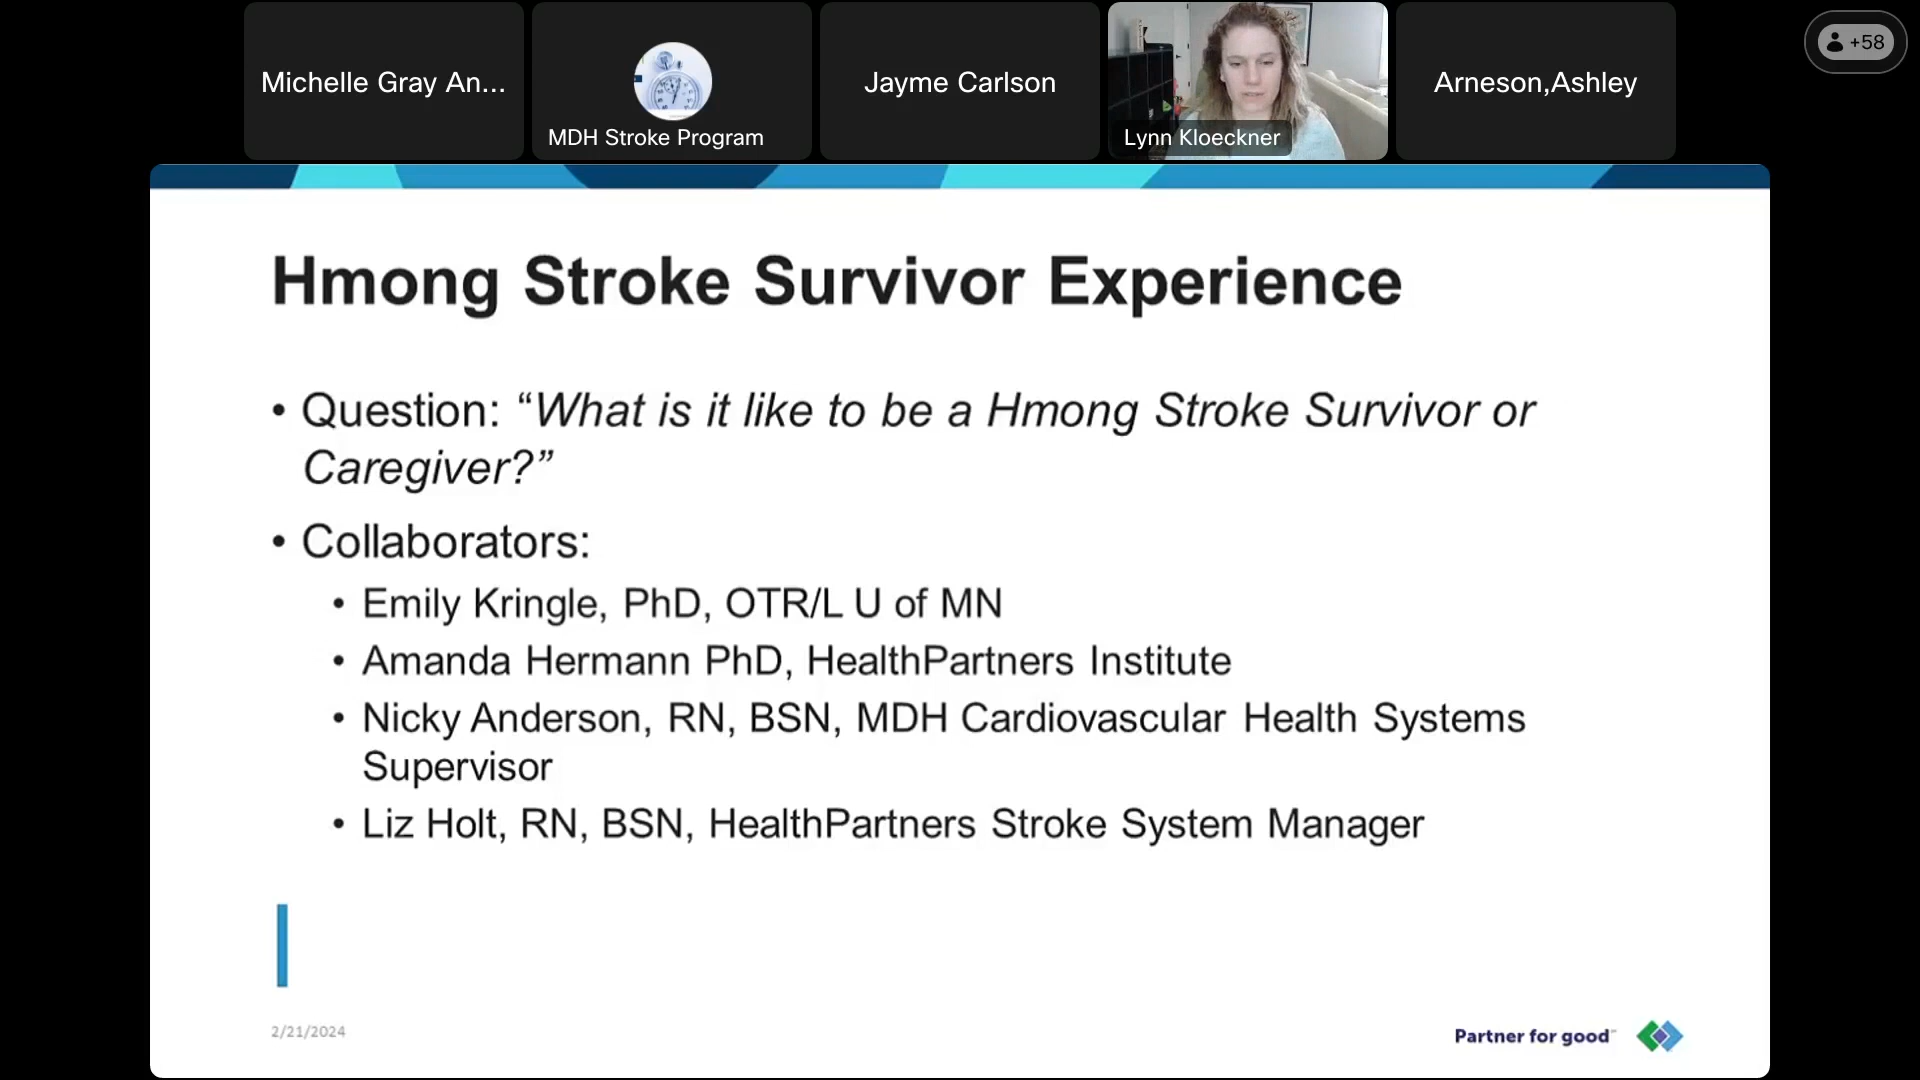 Michelle Gray An...
MDH Stroke Program
Jayme Carlson
Lynn Kloeckner
Arneson,Ashley
+58
Hmong Stroke Survivor Experience
• Question: “What is it like to be a Hmong Stroke Survivor or
Caregiver?”
• Collaborators:
• Emily Kringle, PhD, OTR/L U of MN
• Amanda Hermann PhD, HealthPartners Institute
• Nicky Anderson, RN, BSN, MDH Cardiovascular Health Systems
Supervisor
• Liz Holt, RN, BSN, HealthPartners Stroke System Manager
2/21/2024
Partner for good